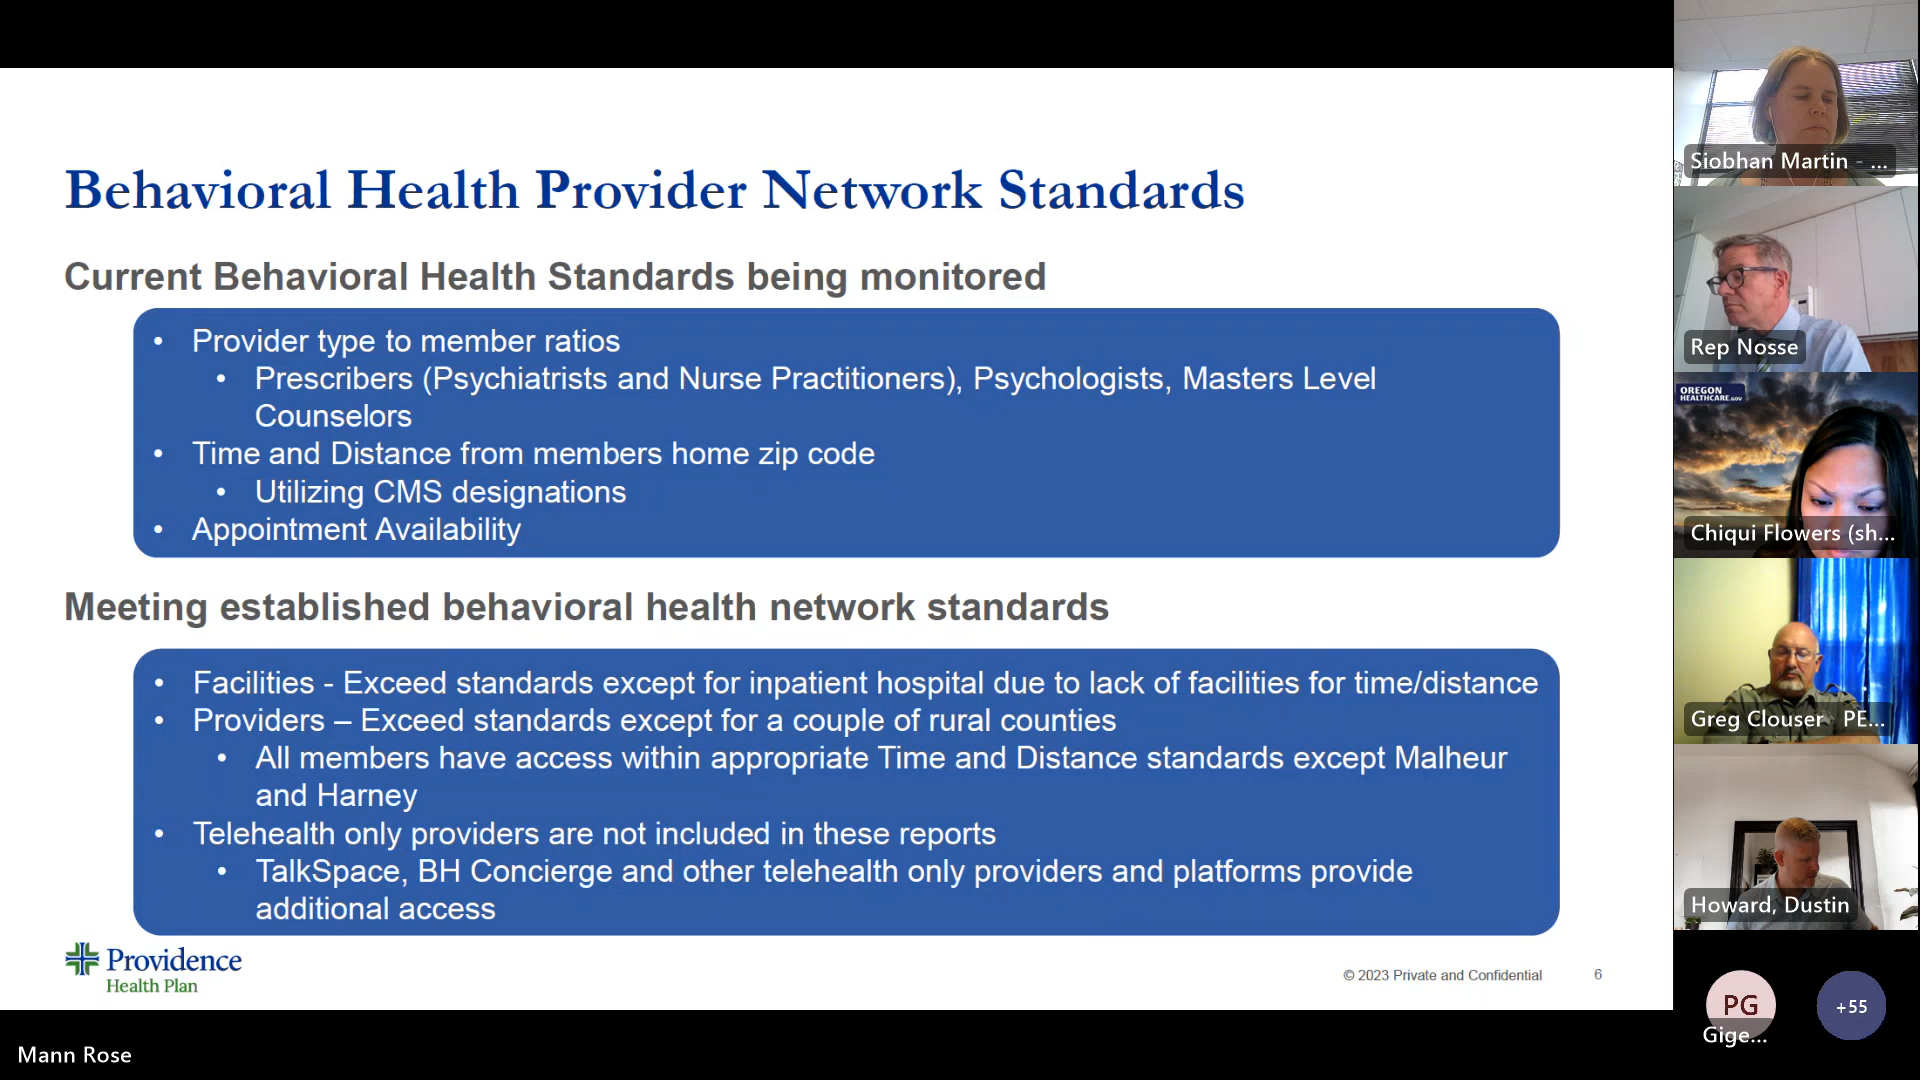 Behavioral Health Provider Network Standards
Current Behavioral Health Standards being monitored
• Provider type to member ratios
• Prescribers (Psychiatrists and Nurse Practitioners), Psychologists, Masters Level
Counselors
• Time and Distance from members home zip code
• Utilizing CMS designations
• Appointment Availability
Meeting established behavioral health network standards
• Facilities - Exceed standards except for inpatient hospital due to lack of facilities for time/distance
• Providers – Exceed standards except for a couple of rural counties
• All members have access within appropriate Time and Distance standards except Malheur
and Harney
• Telehealth only providers are not included in these reports
• TalkSpace, BH Concierge and other telehealth only providers and platforms provide
additional access
Providence
Health Plan
© 2023 Private and Confidential
6
Mann Rose
Siobhan Martin - ...
Rep Nosse
OREGON
HEALTHCARE.gov
Chiqui Flowers (sh...
Greg Clouser PE...
Howard, Dustin
PG
Gige...
+55